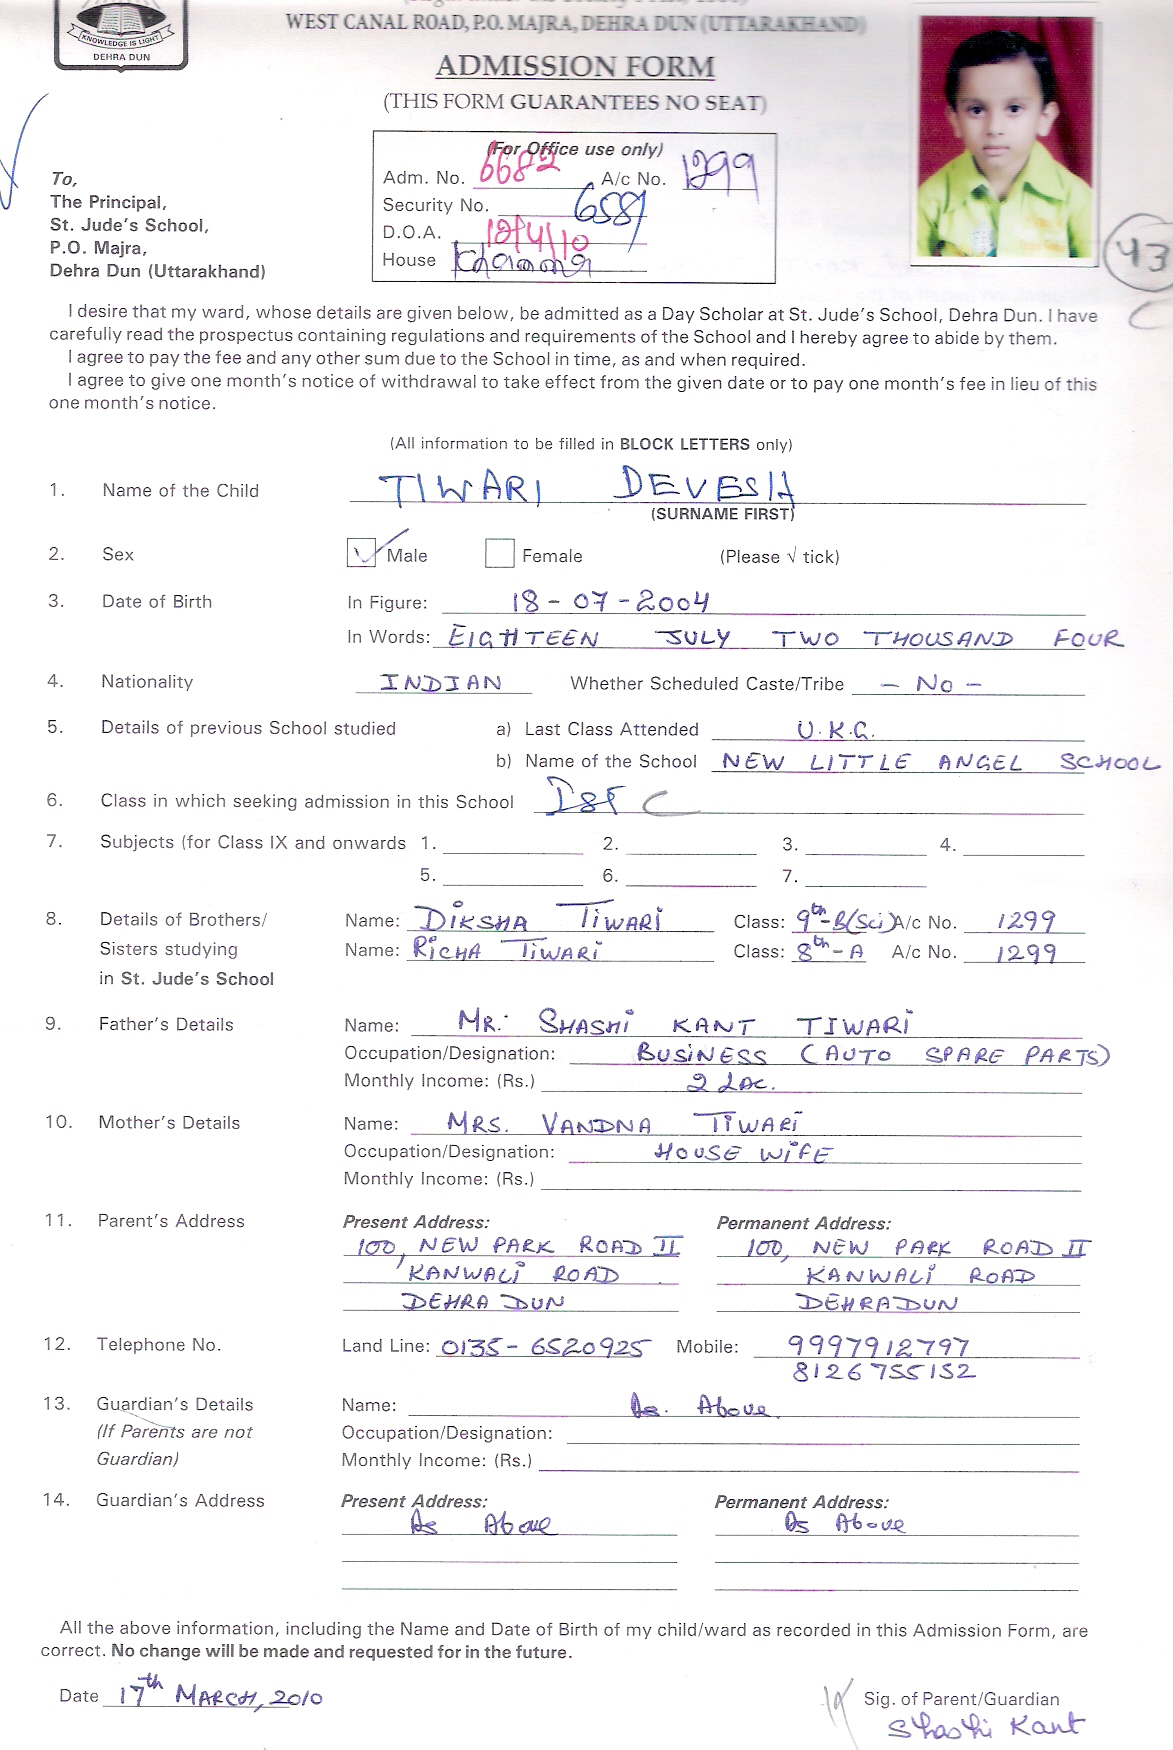 KNOWLEDGE IS LIGHT
DEHRA DUN
WEST CANAL ROAD, P.O. MAJRA, DEHRA DUN (UTTARAKHAND)
ADMISSION FORM
(THIS FORM GUARANTEES NO SEAT)
(For Office use only)
Adm. No. 6682 A/c No. 1299
Security No. 6581
D.O.A. 12/4/10
House
43
To,
The Principal,
St. Jude's School,
P.O. Majra,
Dehra Dun (Uttarakhand)
I desire that my ward, whose details are given below, be admitted as a Day Scholar at St. Jude's School, Dehra Dun. I have
carefully read the prospectus containing regulations and requirements of the School and I hereby agree to abide by them.
I agree to pay the fee and any other sum due to the School in time, as and when required.
I agree to give one month's notice of withdrawal to take effect from the given date or to pay one month's fee in lieu of this
one month's notice.
(All information to be filled in BLOCK LETTERS only)
1. Name of the Child TIWARI DEVESH
(SURNAME FIRST)
2. Sex Male Female (Please √ tick)
3. Date of Birth In Figure: 18-07-2004
In Words: EIGHTEEN JULY TWO THOUSAND FOUR
4. Nationality INDIAN Whether Scheduled Caste/Tribe - No -
5. Details of previous School studied a) Last Class Attended U.K.G.
b) Name of the School NEW LITTLE ANGEL SCHOOL
6. Class in which seeking admission in this School Ist C
7. Subjects (for Class IX and onwards 1. 2. 3. 4.
5. 6. 7.
8. Details of Brothers/ Name: DIKSHA TIWARI Class: 9th-B(Sci) A/c No. 1299
Sisters studying Name: RICHA TIWARI Class: 8th-A A/c No. 1299
in St. Jude's School
9. Father's Details Name: MR. SHASHI KANT TIWARI
Occupation/Designation: BUSINESS (AUTO SPARE PARTS)
Monthly Income: (Rs.) 2 LAC.
10. Mother's Details Name: MRS. VANDNA TIWARI
Occupation/Designation: HOUSE WIFE
Monthly Income: (Rs.)
11. Parent's Address Present Address: Permanent Address:
100, NEW PARK ROAD II 100, NEW PARK ROAD II
KANWALI ROAD KANWALI ROAD
DEHRA DUN DEHRADUN
12. Telephone No. Land Line: 0135-6520925 Mobile: 9997912797
8126755152
13. Guardian's Details Name: As Above
(If Parents are not Occupation/Designation:
Guardian) Monthly Income: (Rs.)
14. Guardian's Address Present Address: Permanent Address:
As Above As Above
All the above information, including the Name and Date of Birth of my child/ward as recorded in this Admission Form, are
correct. No change will be made and requested for in the future.
Date 17th MARCH, 2010 Sig. of Parent/Guardian
Shashi Kant